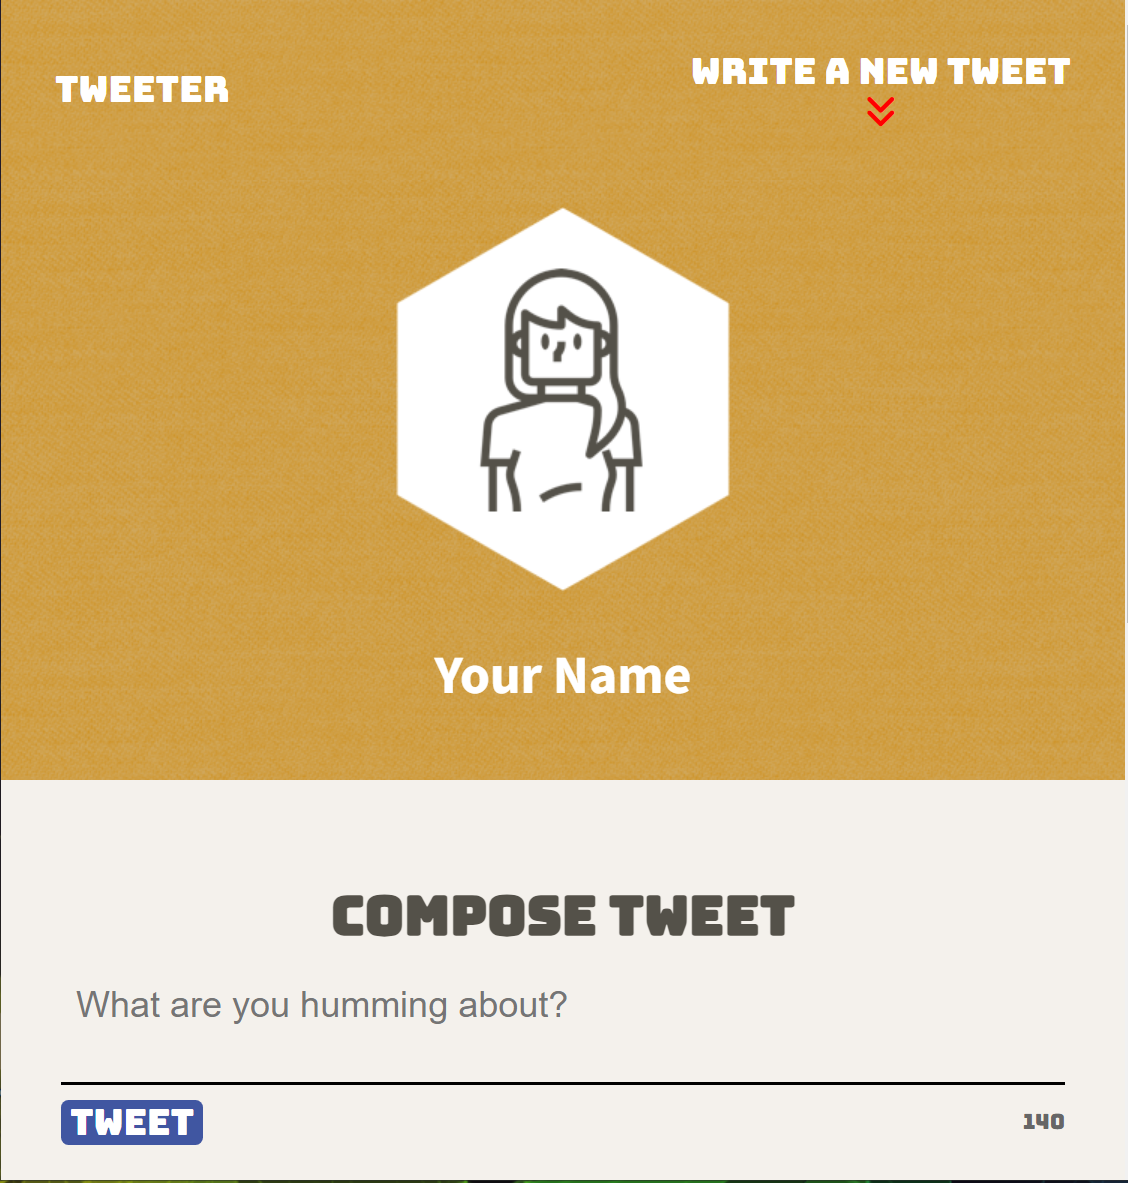 TWEETER
WRITE A NEW TWEET
Your Name
COMPOSE TWEET
What are you humming about?
TWEET
140